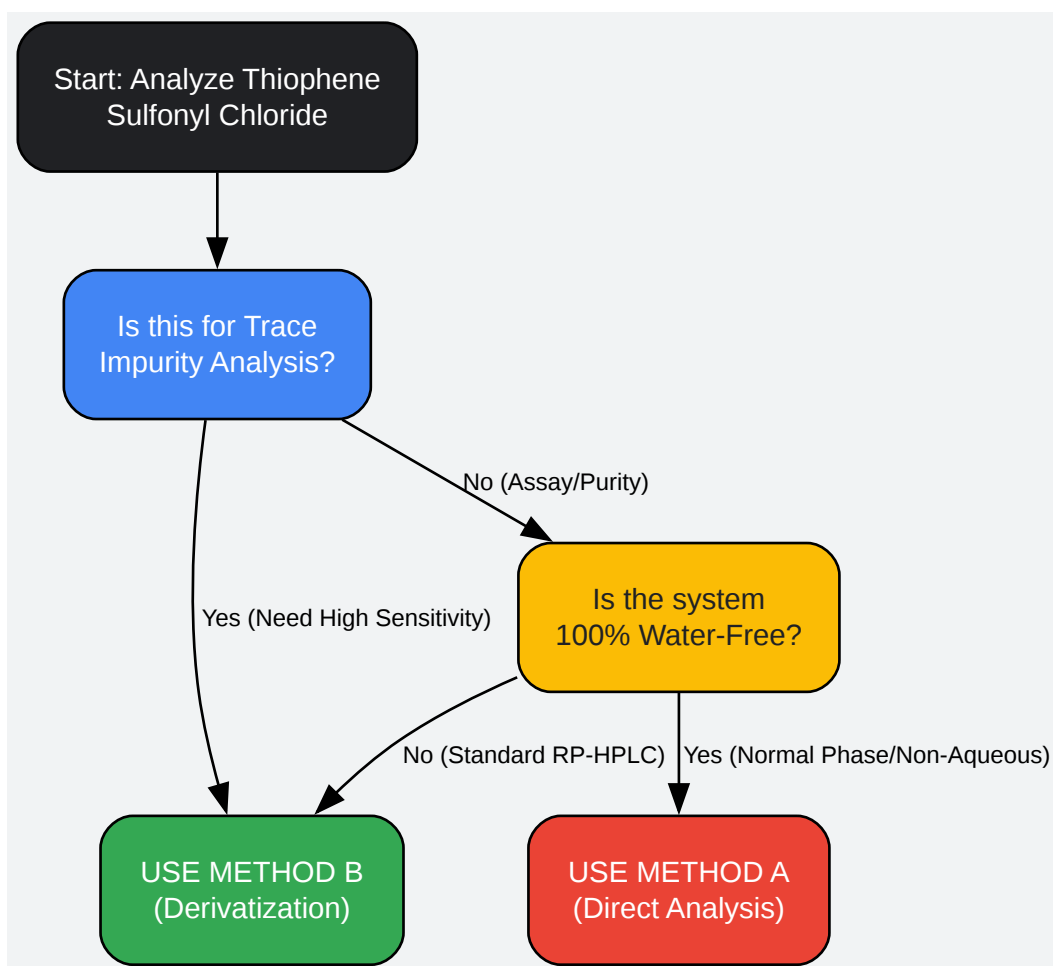 Start: Analyze Thiophene
Sulfonyl Chloride
Is this for Trace
Impurity Analysis?
No (Assay/Purity)
Yes (Need High Sensitivity)
Is the system
100% Water-Free?
No (Standard RP-HPLC)
Yes (Normal Phase/Non-Aqueous)
USE METHOD B
(Derivatization)
USE METHOD A
(Direct Analysis)